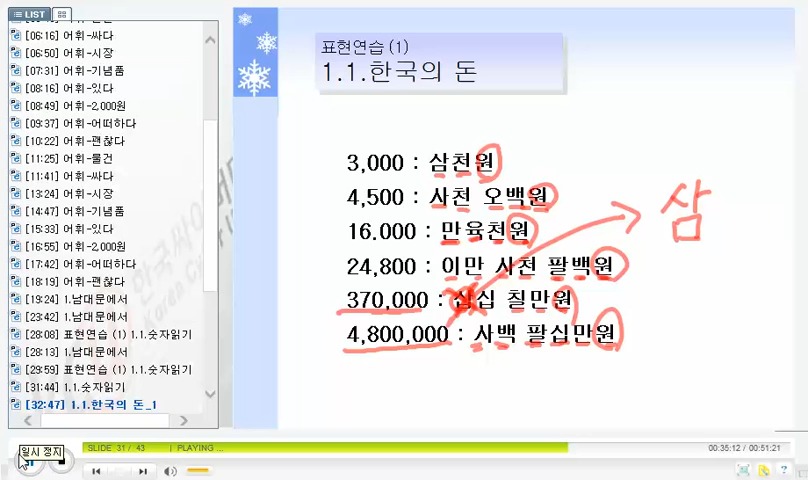 LIST
[06:16] 어휘-싸다
[06:50] 어휘-시장
[07:31] 어휘-기념품
[08:16] 어휘-있다
[08:49] 어휘-2,000원
[09:37] 어휘-어떠하다
[10:22] 어휘-괜찮다
[11:25] 어휘-물건
[11:41] 어휘-싸다
[13:24] 어휘-시장
[14:47] 어휘-기념품
[15:33] 어휘-있다
[16:55] 어휘-2,000원
[17:42] 어휘-어떠하다
[18:19] 어휘-괜찮다
[19:24] 1.남대문에서
[23:42] 1.남대문에서
[28:08] 표현연습 (1) 1.1.숫자읽기
[28:13] 1.남대문에서
[29:59] 표현연습 (1) 1.1.숫자읽기
[31:44] 1.1.숫자읽기
[32:47] 1.1.한국의 돈_1
표현연습 (1)
1.1.한국의 돈
3,000 : 삼천원
4,500 : 사천 오백원
16.000 : 만육천원
24,800 : 이만 사천 팔백원
370,000 : 십 칠만원
4,800,000 : 사백 팔십만원
삼
일시 정지
SLIDE 31 / 43 | PLAYING ...
00:35:12 / 00:51:21